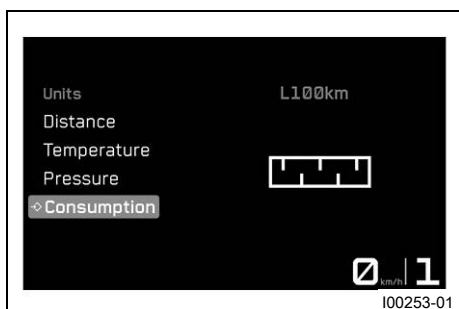 Units L100km
Distance
Temperature
Pressure
Consumption
0 km/h 1
I00253-01